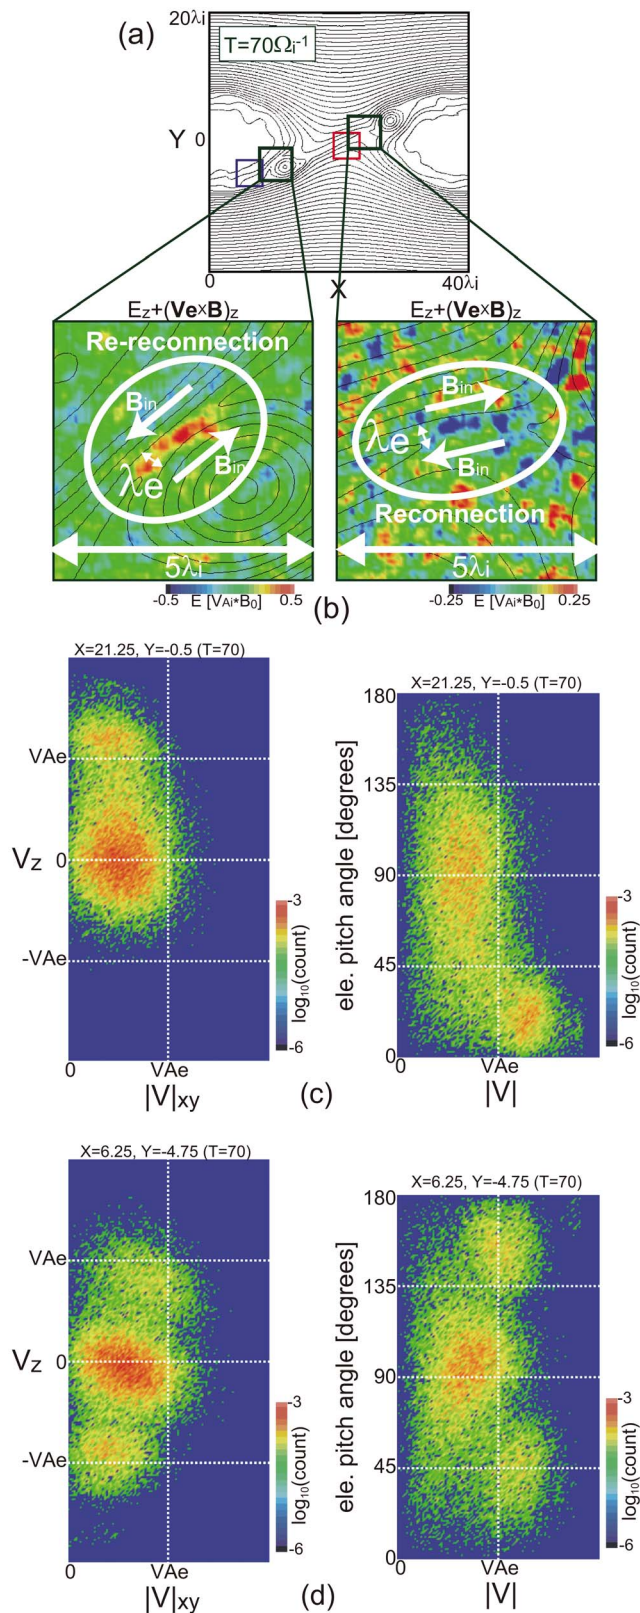 (a)
20λi
T=70Ωi⁻¹
Y 0
0 X 40λi
Ez+(Ve×B)z Ez+(Ve×B)z
Re-reconnection
Bin
Bin
λe
5λi
-0.5 E [VAi*B0] 0.5
Bin
λe
Bin
Reconnection
5λi
-0.25 E [VAi*B0] 0.25
(b)
X=21.25, Y=-0.5 (T=70)
VAe
Vz 0
-VAe
0 VAe
|V|xy
-3
log10(count)
-6
X=21.25, Y=-0.5 (T=70)
180
135
90
45
0
ele. pitch angle [degrees]
0 VAe
|V|
-3
log10(count)
-6
(c)
X=6.25, Y=-4.75 (T=70)
VAe
Vz 0
-VAe
0 VAe
|V|xy
-3
log10(count)
-6
X=6.25, Y=-4.75 (T=70)
180
135
90
45
0
ele. pitch angle [degrees]
0 VAe
|V|
-3
log10(count)
-6
(d)